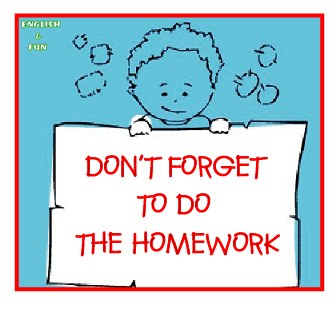 ENGLISH
&
FUN
DON'T FORGET
TO DO
THE HOMEWORK